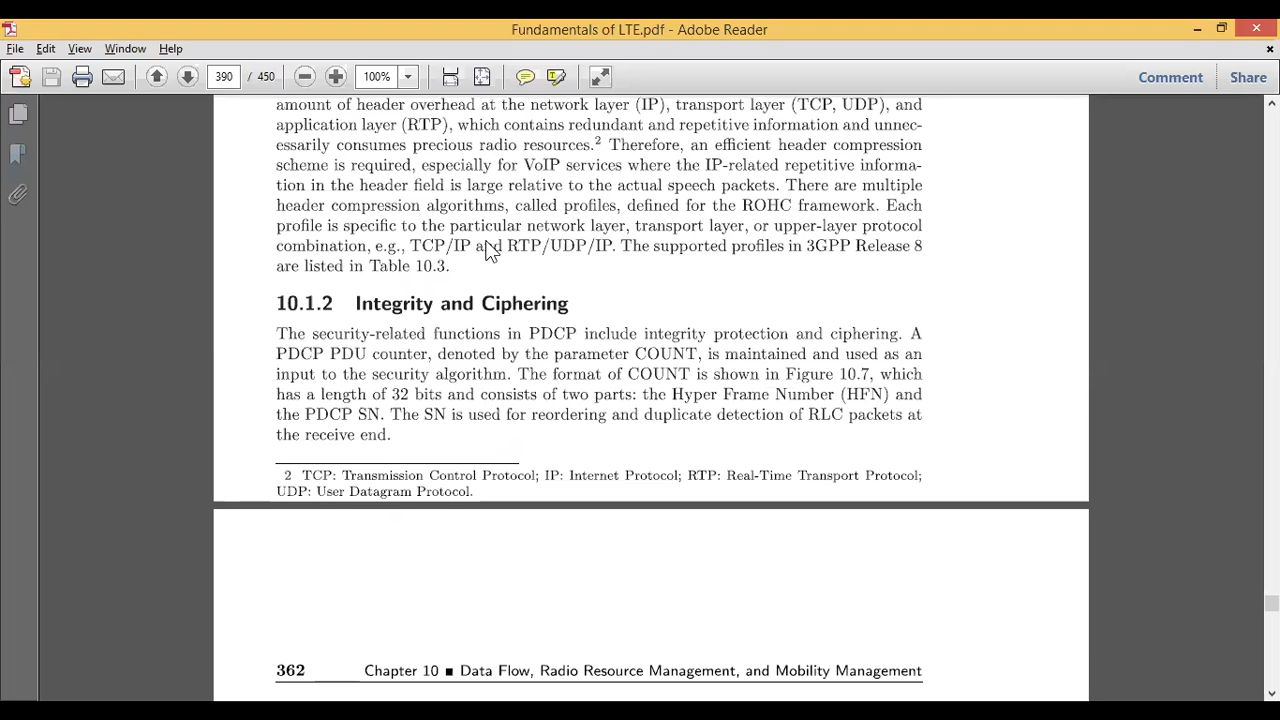 Fundamentals of LTE.pdf - Adobe Reader
File Edit View Window Help
390 / 450 100% Comment Share
amount of header overhead at the network layer (IP), transport layer (TCP, UDP), and
application layer (RTP), which contains redundant and repetitive information and unnec-
essarily consumes precious radio resources.2 Therefore, an efficient header compression
scheme is required, especially for VoIP services where the IP-related repetitive informa-
tion in the header field is large relative to the actual speech packets. There are multiple
header compression algorithms, called profiles, defined for the ROHC framework. Each
profile is specific to the particular network layer, transport layer, or upper-layer protocol
combination, e.g., TCP/IP and RTP/UDP/IP. The supported profiles in 3GPP Release 8
are listed in Table 10.3.
10.1.2 Integrity and Ciphering
The security-related functions in PDCP include integrity protection and ciphering. A
PDCP PDU counter, denoted by the parameter COUNT, is maintained and used as an
input to the security algorithm. The format of COUNT is shown in Figure 10.7, which
has a length of 32 bits and consists of two parts: the Hyper Frame Number (HFN) and
the PDCP SN. The SN is used for reordering and duplicate detection of RLC packets at
the receive end.
2 TCP: Transmission Control Protocol; IP: Internet Protocol; RTP: Real-Time Transport Protocol;
UDP: User Datagram Protocol.
362 Chapter 10 ■ Data Flow, Radio Resource Management, and Mobility Management